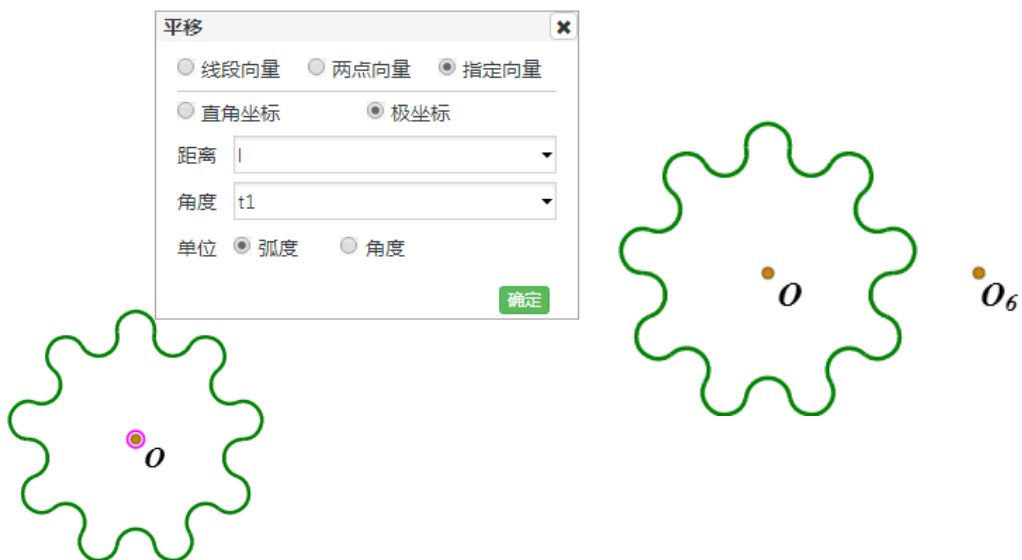 平移
线段向量 两点向量 指定向量
直角坐标 极坐标
距离 l
角度 t1
单位 弧度 角度
确定
O
O
O₆